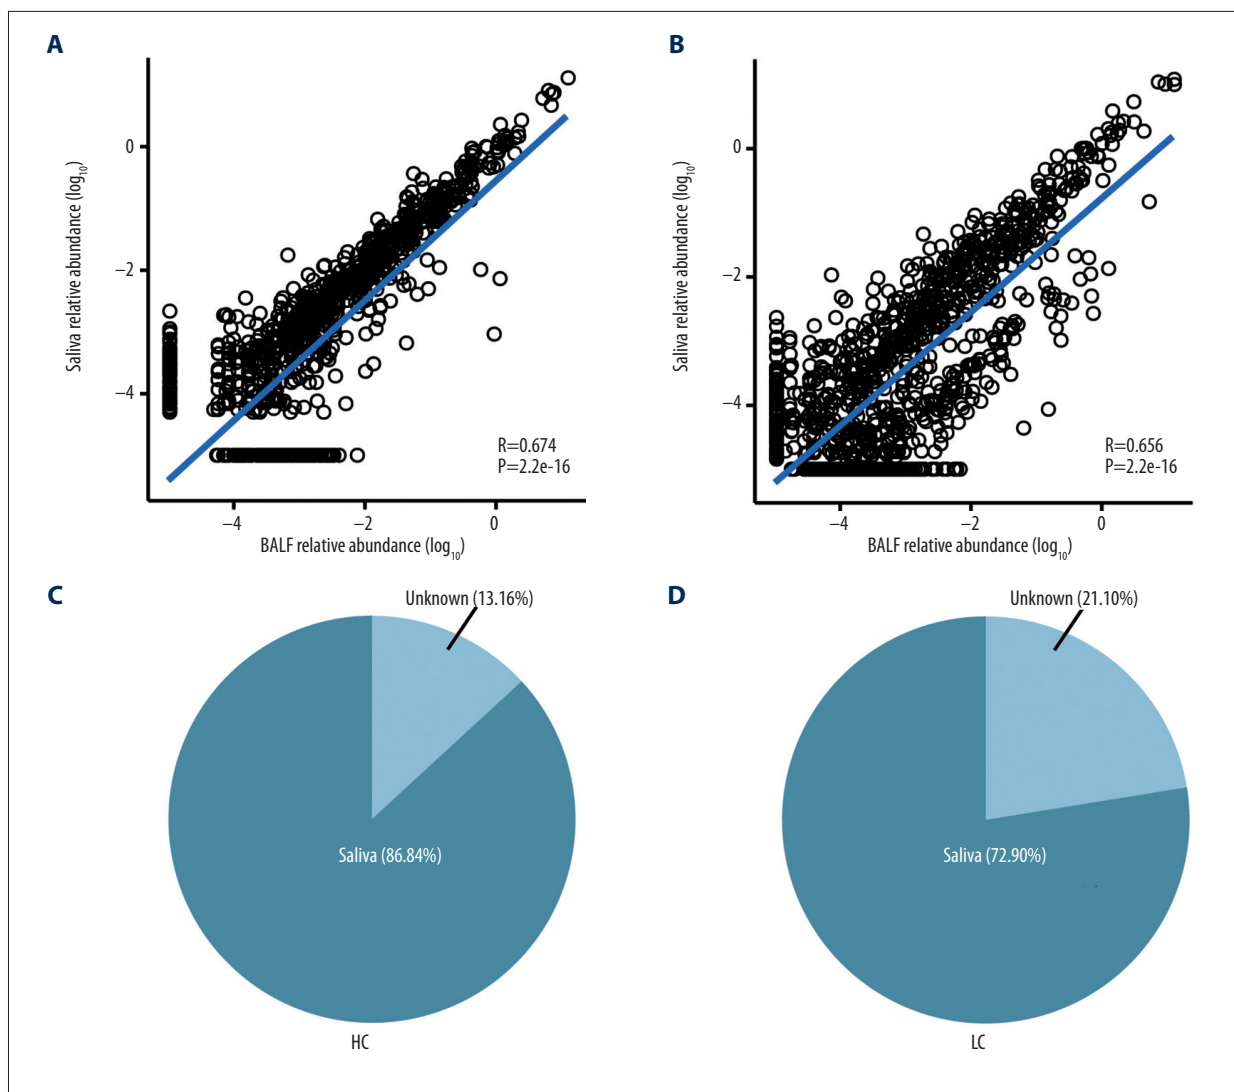 A
B
Saliva relative abundance (log10)
0
−2
−4
R=0.674
P=2.2e-16
−4
−2
0
BALF relative abundance (log10)
Saliva relative abundance (log10)
0
−2
−4
R=0.656
P=2.2e-16
−4
−2
0
BALF relative abundance (log10)
C
Unknown (13.16%)
Saliva (86.84%)
HC
D
Unknown (21.10%)
Saliva (72.90%)
LC